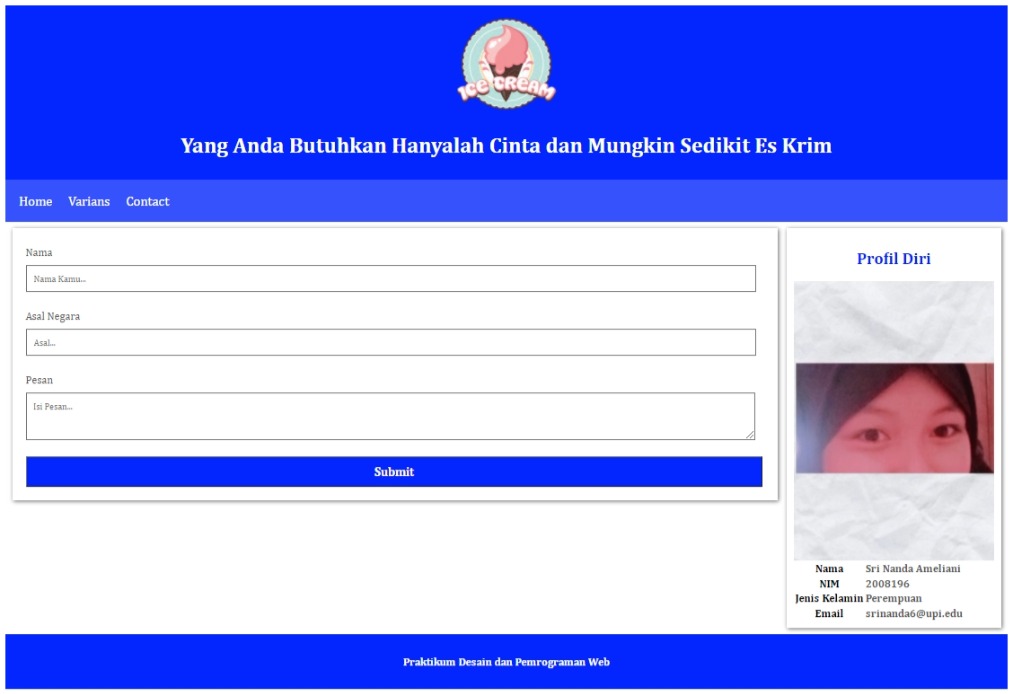 ICE CREAM
Yang Anda Butuhkan Hanyalah Cinta dan Mungkin Sedikit Es Krim
Home Varians Contact
Nama
Nama Kamu...
Asal Negara
Asal...
Pesan
Isi Pesan...
Submit
Profil Diri
Nama Sri Nanda Ameliani
NIM 2008196
Jenis Kelamin Perempuan
Email srinanda6@upi.edu
Praktikum Desain dan Pemrograman Web